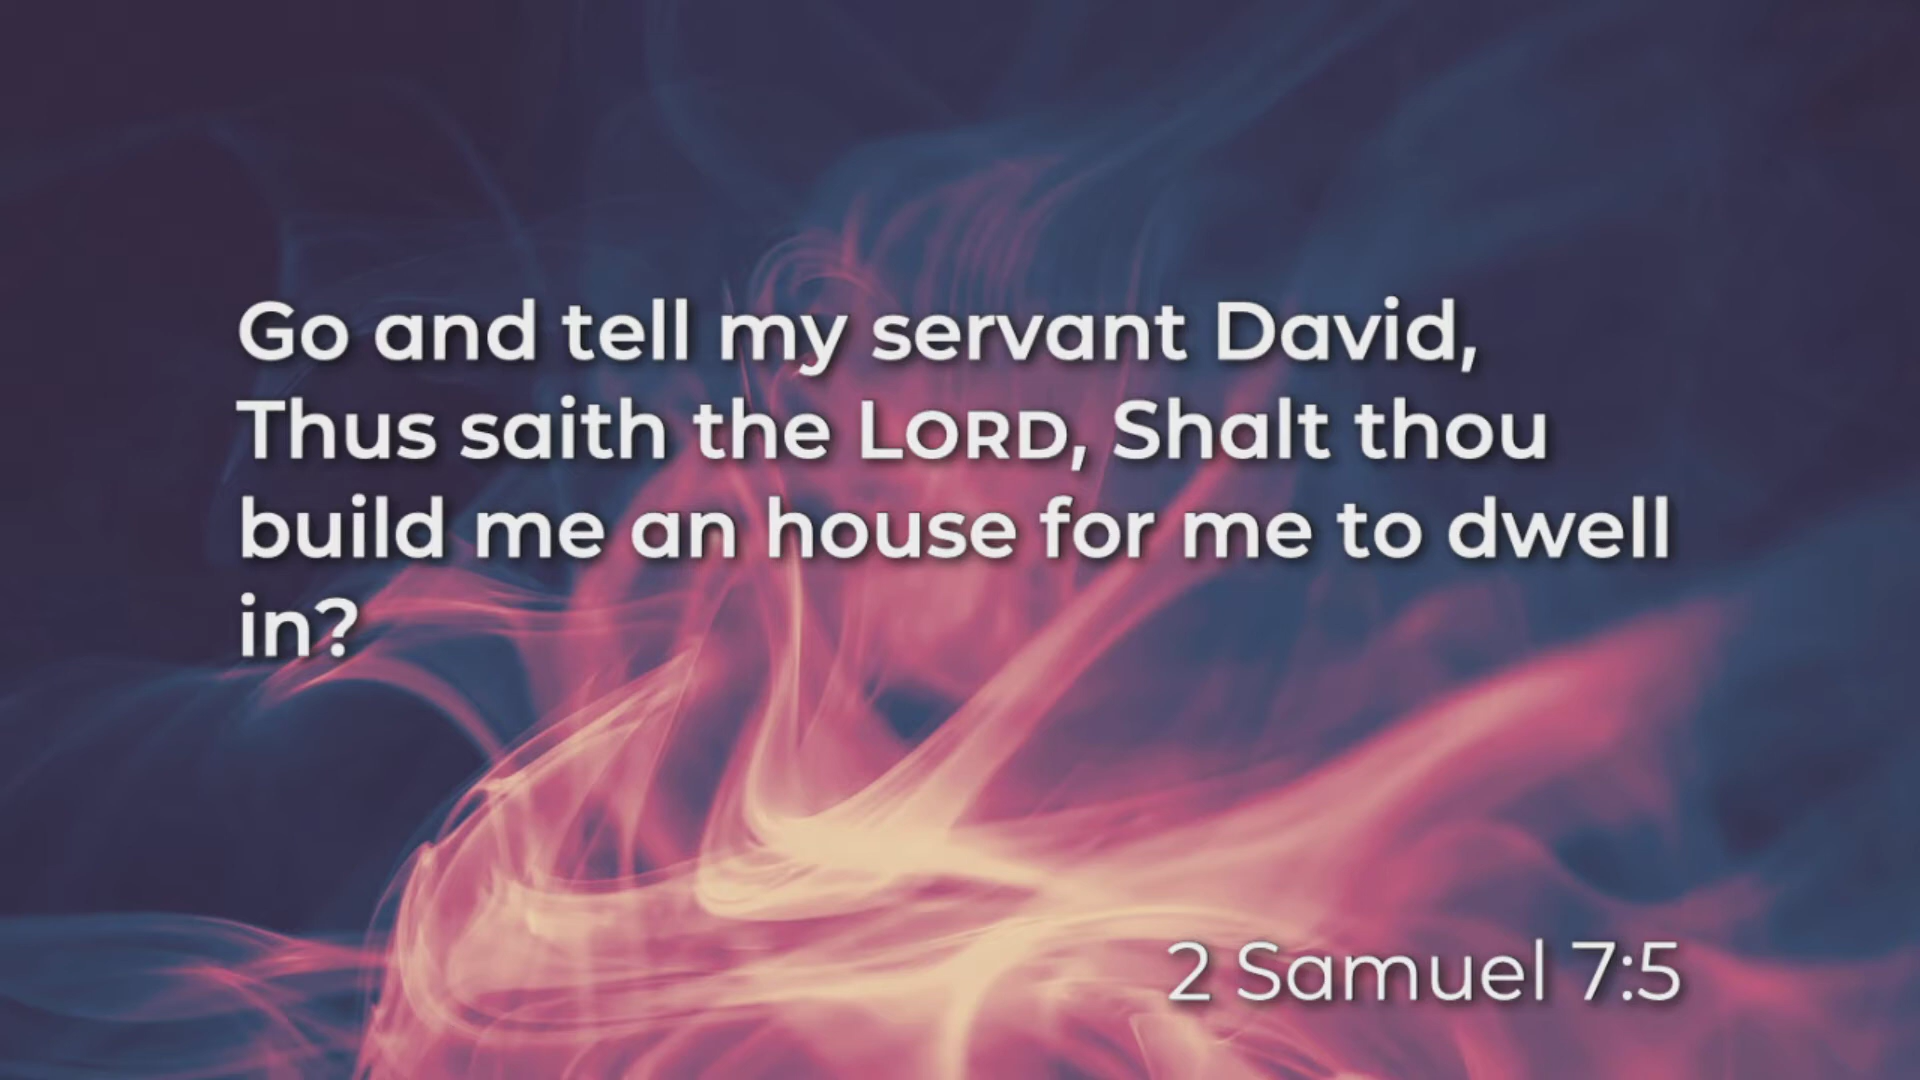 Go and tell my servant David,
Thus saith the LORD, Shalt thou
build me an house for me to dwell
in?
2 Samuel 7:5